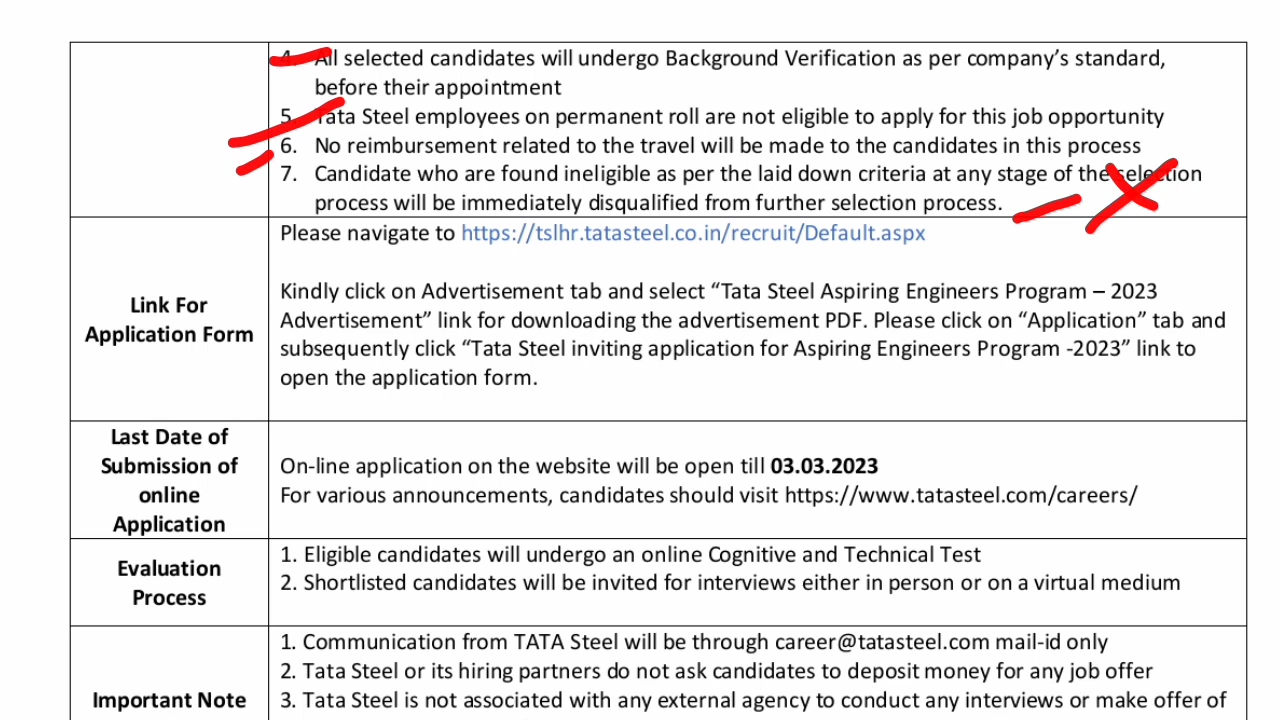 4. All selected candidates will undergo Background Verification as per company's standard,
before their appointment
5. Tata Steel employees on permanent roll are not eligible to apply for this job opportunity
6. No reimbursement related to the travel will be made to the candidates in this process
7. Candidate who are found ineligible as per the laid down criteria at any stage of the selection
process will be immediately disqualified from further selection process.
Link For
Application Form
Please navigate to https://tslhr.tatasteel.co.in/recruit/Default.aspx
Kindly click on Advertisement tab and select “Tata Steel Aspiring Engineers Program – 2023
Advertisement” link for downloading the advertisement PDF. Please click on “Application” tab and
subsequently click “Tata Steel inviting application for Aspiring Engineers Program -2023” link to
open the application form.
Last Date of
Submission of
online
Application
On-line application on the website will be open till 03.03.2023
For various announcements, candidates should visit https://www.tatasteel.com/careers/
Evaluation
Process
1. Eligible candidates will undergo an online Cognitive and Technical Test
2. Shortlisted candidates will be invited for interviews either in person or on a virtual medium
Important Note
1. Communication from TATA Steel will be through career@tatasteel.com mail-id only
2. Tata Steel or its hiring partners do not ask candidates to deposit money for any job offer
3. Tata Steel is not associated with any external agency to conduct any interviews or make offer of